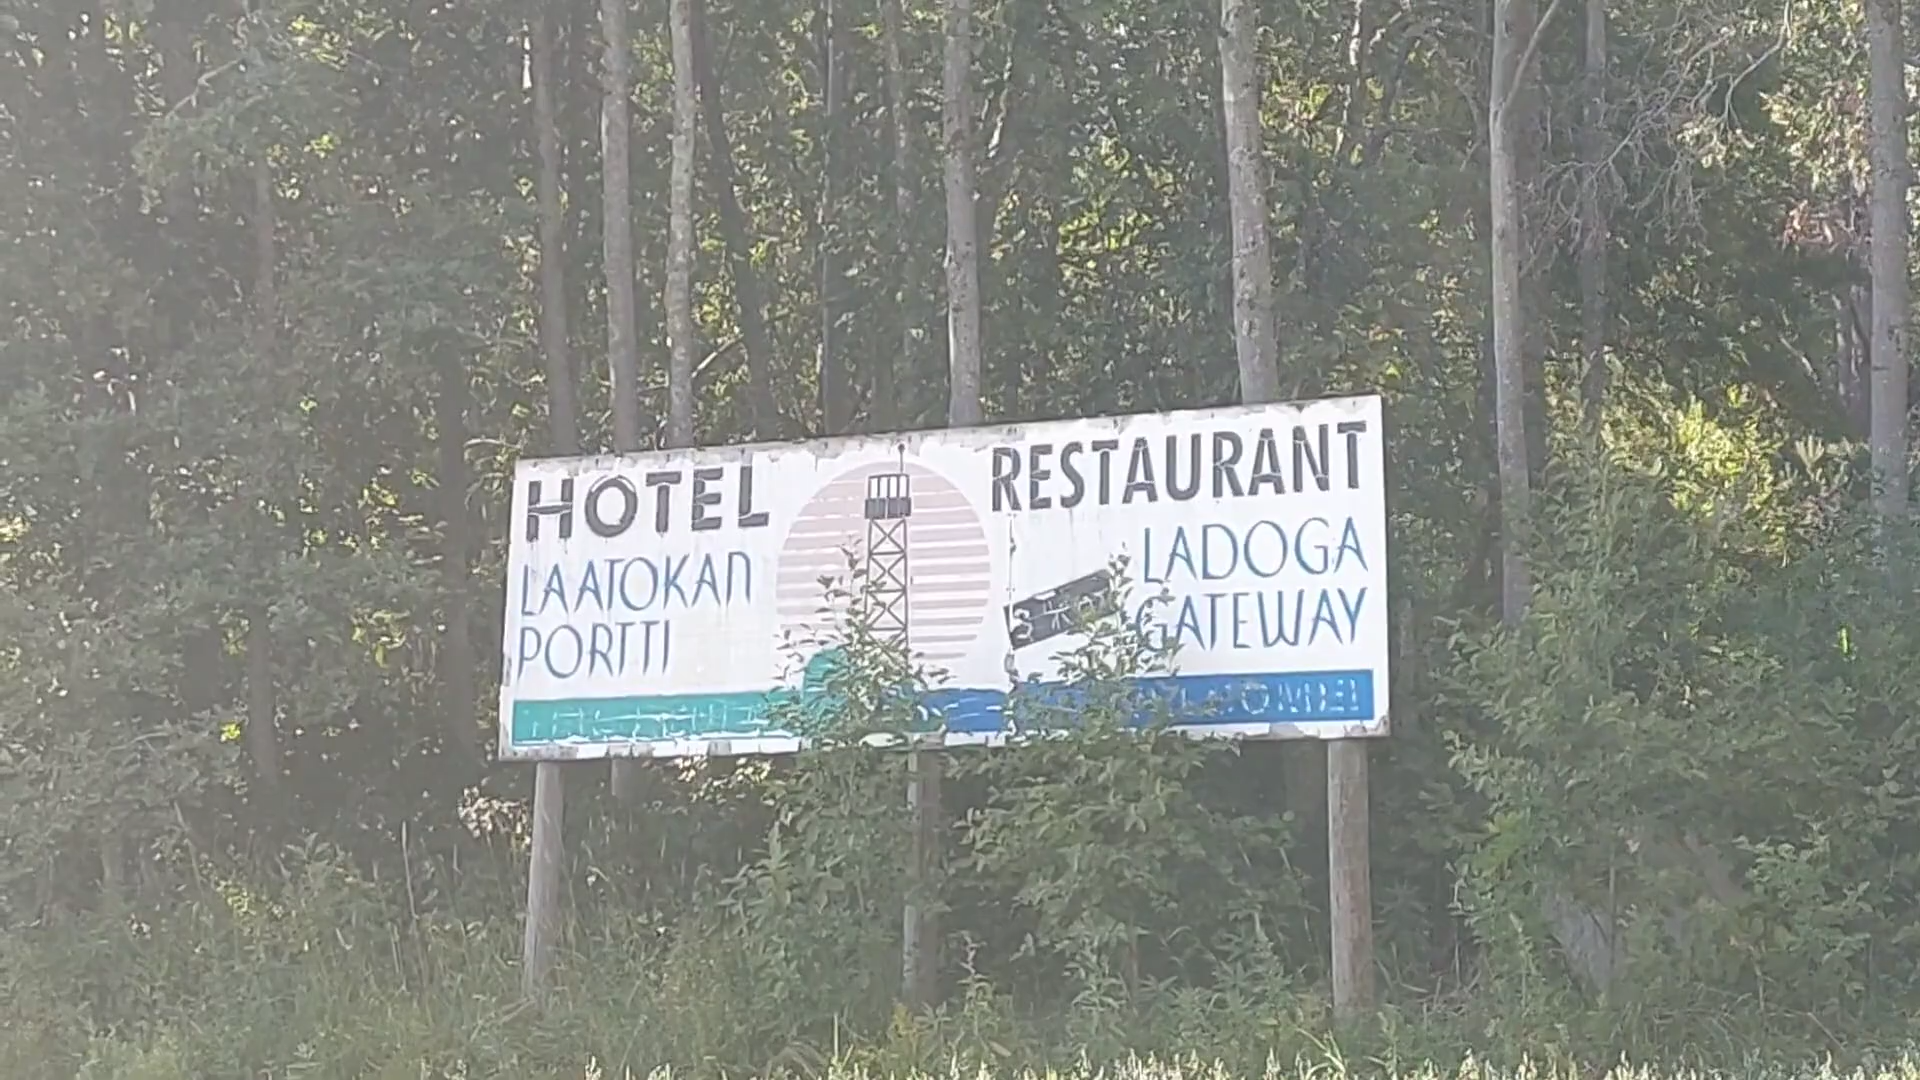 HOTEL
LAATOKAN
PORTTI
RESTAURANT
LADOGA
GATEWAY